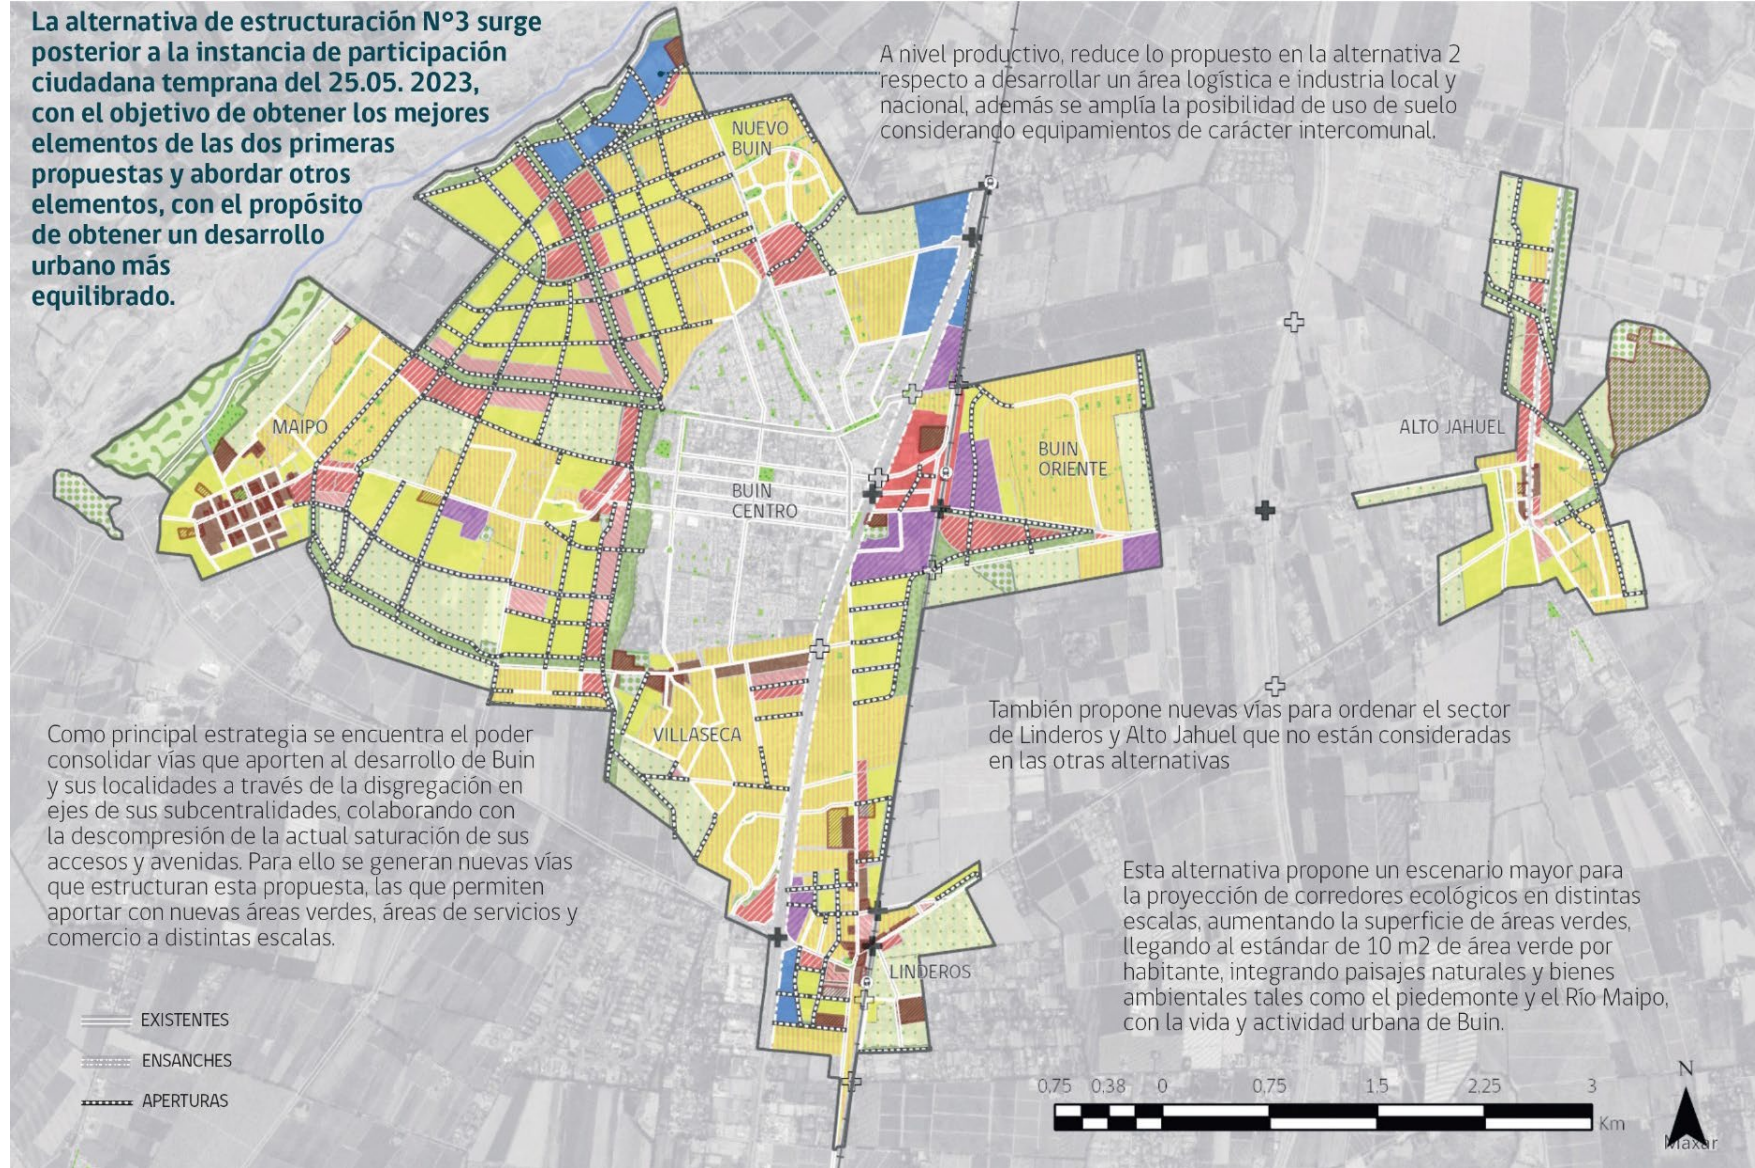 La alternativa de estructuración Nº3 surge
posterior a la instancia de participación
ciudadana temprana del 25.05. 2023,
con el objetivo de obtener los mejores
elementos de las dos primeras
propuestas y abordar otros
elementos, con el propósito
de obtener un desarrollo
urbano más
equilibrado.
A nivel productivo, reduce lo propuesto en la alternativa 2
respecto a desarrollar un área logística e industria local y
nacional, además se amplía la posibilidad de uso de suelo
considerando equipamientos de carácter intercomunal.
NUEVO
BUIN
MAIPO
ALTO JAHUEL
BUIN
ORIENTE
BUIN
CENTRO
VILLASECA
LINDEROS
También propone nuevas vías para ordenar el sector
de Linderos y Alto Jahuel que no están consideradas
en las otras alternativas
Como principal estrategia se encuentra el poder
consolidar vías que aporten al desarrollo de Buin
y sus localidades a través de la disgregación en
ejes de sus subcentralidades, colaborando con
la descompresión de la actual saturación de sus
accesos y avenidas. Para ello se generan nuevas vías
que estructuran esta propuesta, las que permiten
aportar con nuevas áreas verdes, áreas de servicios y
comercio a distintas escalas.
Esta alternativa propone un escenario mayor para
la proyección de corredores ecológicos en distintas
escalas, aumentando la superficie de áreas verdes,
llegando al estándar de 10 m2 de área verde por
habitante, integrando paisajes naturales y bienes
ambientales tales como el piedemonte y el Río Maipo,
con la vida y actividad urbana de Buin.
EXISTENTES
ENSANCHES
APERTURAS
0,75 0,38 0 0,75 1,5 2,25 3
Km
N
Maxar